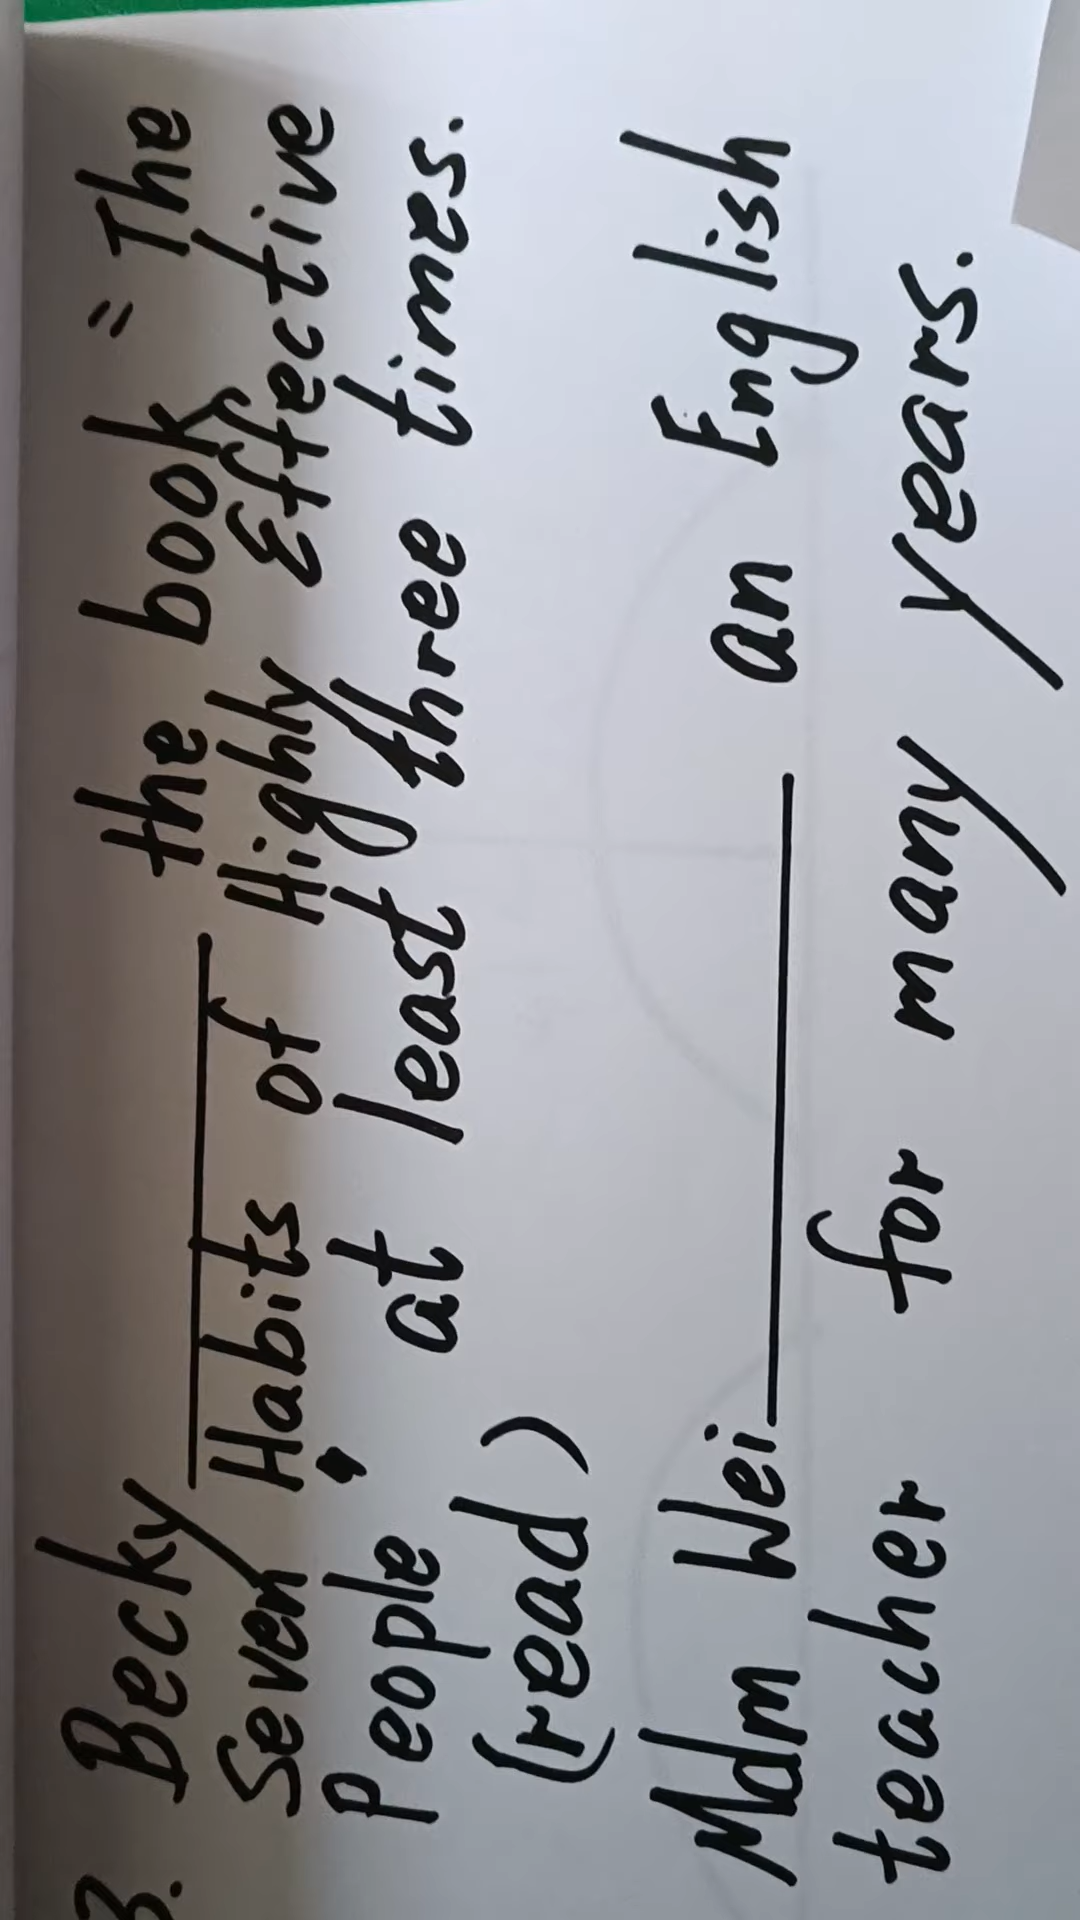 3. Becky ______ the book = The
Seven Habits of Highly Effective
People at least three times.
(read)
Mdm Wei ______ an English
teacher for many years.